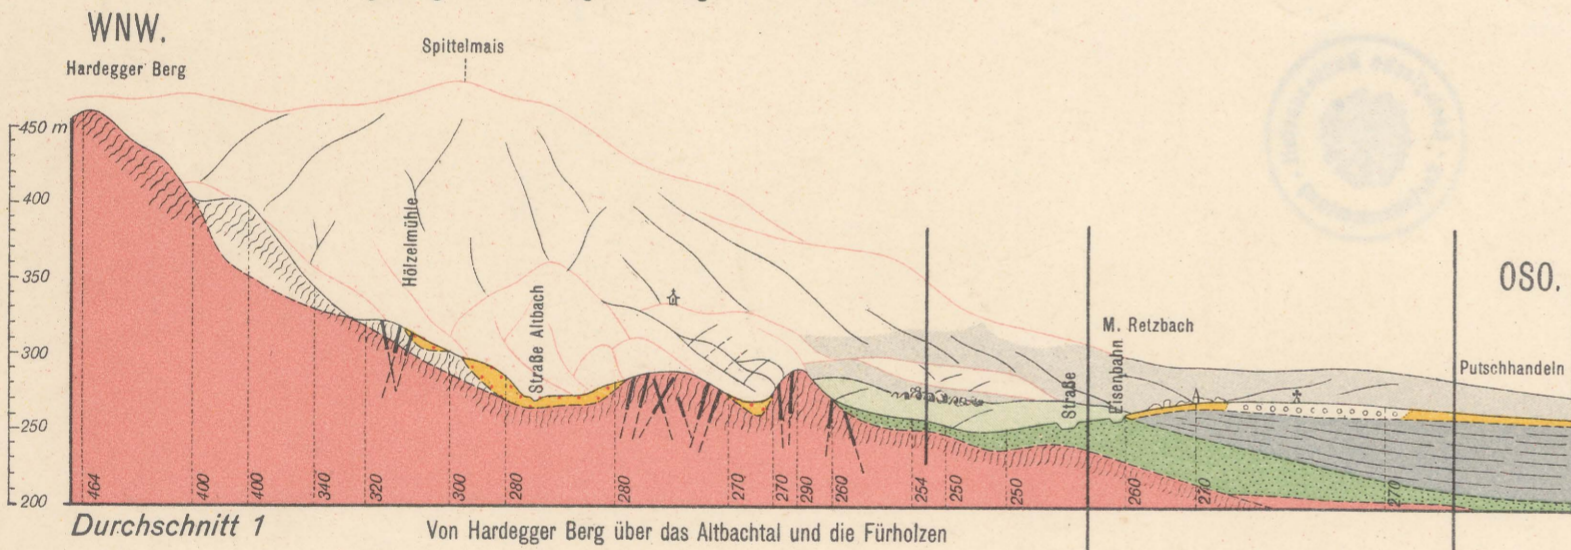 WNW.
Hardegger Berg
Spittelmais
450 m
400
350
300
250
200
Hölzelmühle
Straße Altbach
Straße
Eisenbahn
M. Retzbach
OSO.
Putschhandeln
464
400
400
340
320
300
280
280
270
270
290
260
254
250
250
260
270
270
Durchschnitt 1
Von Hardegger Berg über das Altbachtal und die Fürholzen